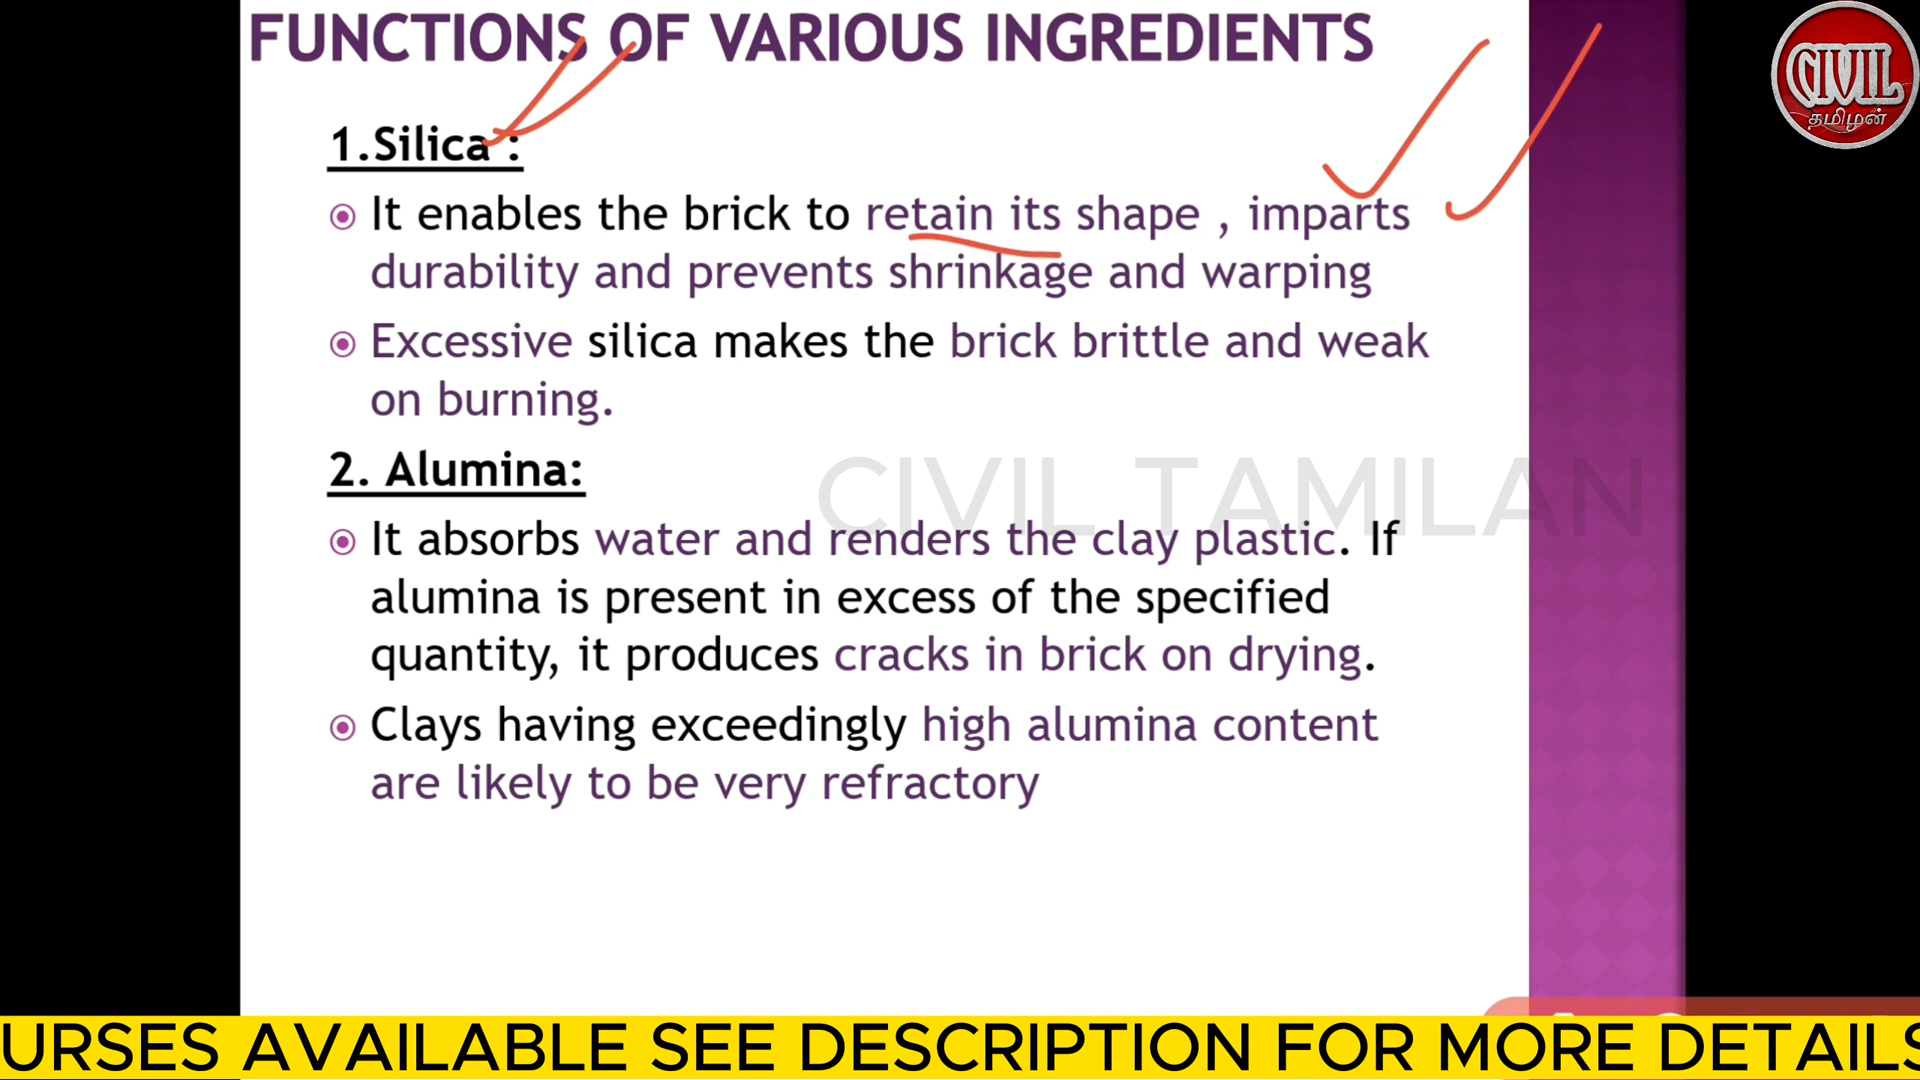 FUNCTIONS OF VARIOUS INGREDIENTS
CIVIL
தமிழன்
1.Silica :
It enables the brick to retain its shape , imparts
durability and prevents shrinkage and warping
Excessive silica makes the brick brittle and weak
on burning.
2. Alumina:
CIVIL TAMILAN
It absorbs water and renders the clay plastic. If
alumina is present in excess of the specified
quantity, it produces cracks in brick on drying.
Clays having exceedingly high alumina content
are likely to be very refractory
URSES AVAILABLE SEE DESCRIPTION FOR MORE DETAILS